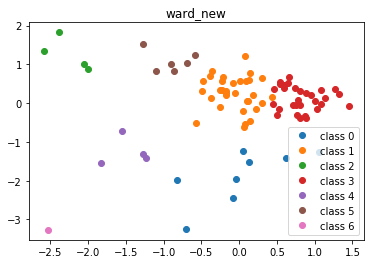 ward_new
2
1
0
-1
-2
-3
class 0
class 1
class 2
class 3
class 4
class 5
class 6
-2.5 -2.0 -1.5 -1.0 -0.5 0.0 0.5 1.0 1.5